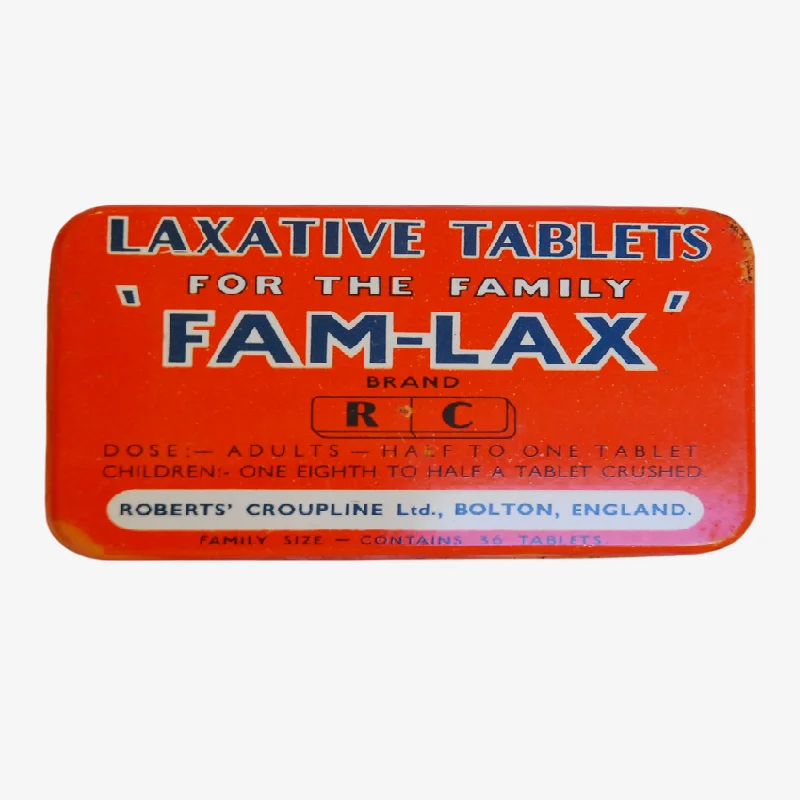 LAXATIVE TABLETS
FOR THE FAMILY
'FAM-LAX'
BRAND
R C
DOSE:— ADULTS — HALF TO ONE TABLET
CHILDREN:- ONE EIGHTH TO HALF A TABLET CRUSHED
ROBERTS' CROUPLINE Ltd., BOLTON, ENGLAND.
FAMILY SIZE — CONTAINS 36 TABLETS